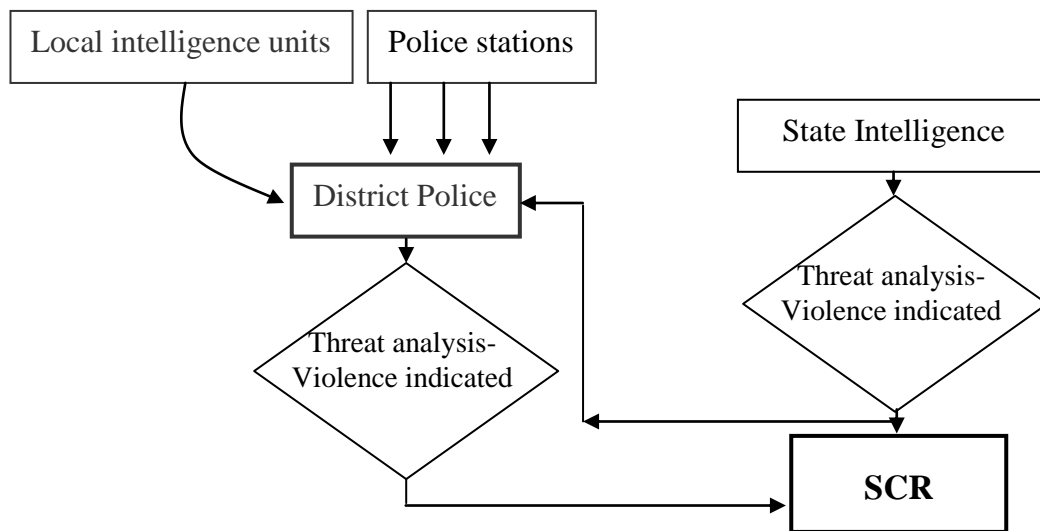 Local intelligence units
Police stations
State Intelligence
District Police
Threat analysis-
Violence indicated
Threat analysis-
Violence indicated
SCR